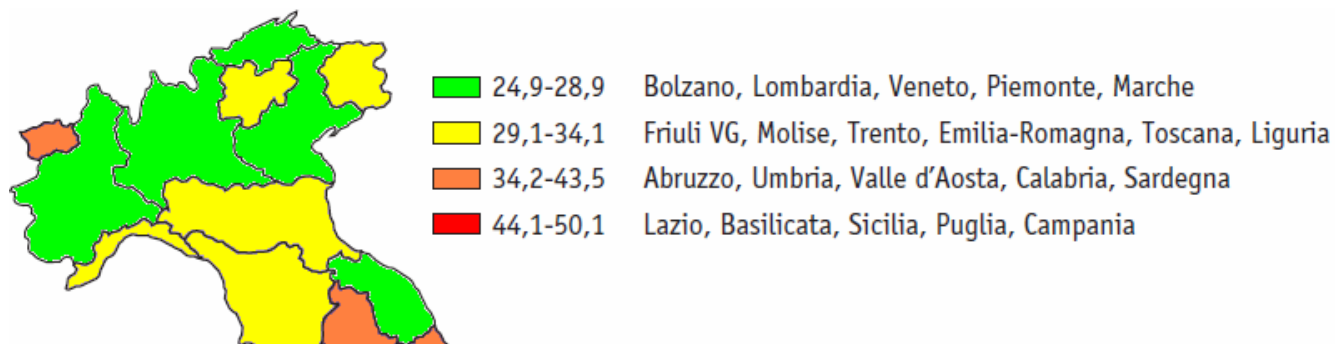 24,9-28,9 Bolzano, Lombardia, Veneto, Piemonte, Marche
29,1-34,1 Friuli VG, Molise, Trento, Emilia-Romagna, Toscana, Liguria
34,2-43,5 Abruzzo, Umbria, Valle d'Aosta, Calabria, Sardegna
44,1-50,1 Lazio, Basilicata, Sicilia, Puglia, Campania